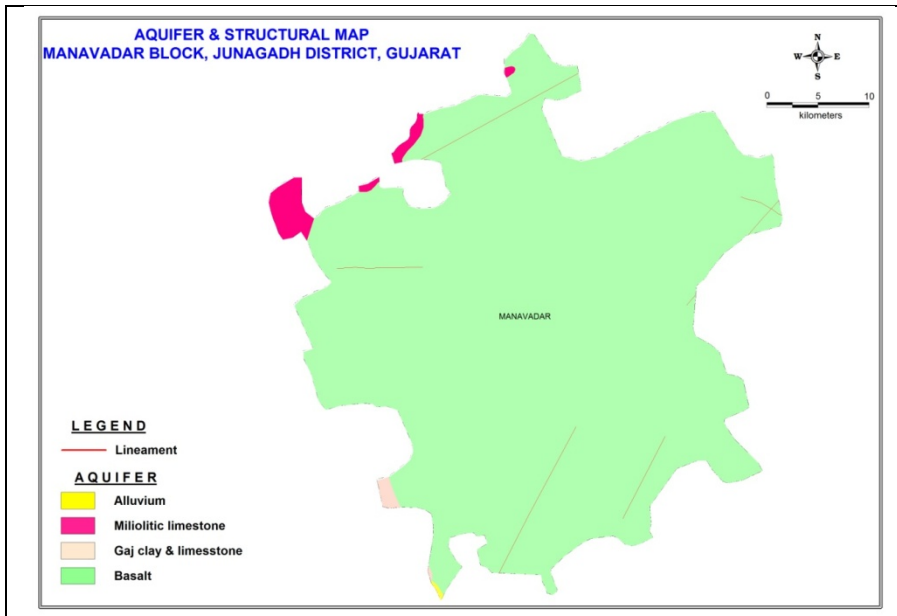 AQUIFER & STRUCTURAL MAP
MANAVADAR BLOCK, JUNAGADH DISTRICT, GUJARAT
N
W E
S
0 5 10
kilometers
MANAVADAR
LEGEND
Lineament
AQUIFER
Alluvium
Miliolitic limestone
Gaj clay & limesstone
Basalt